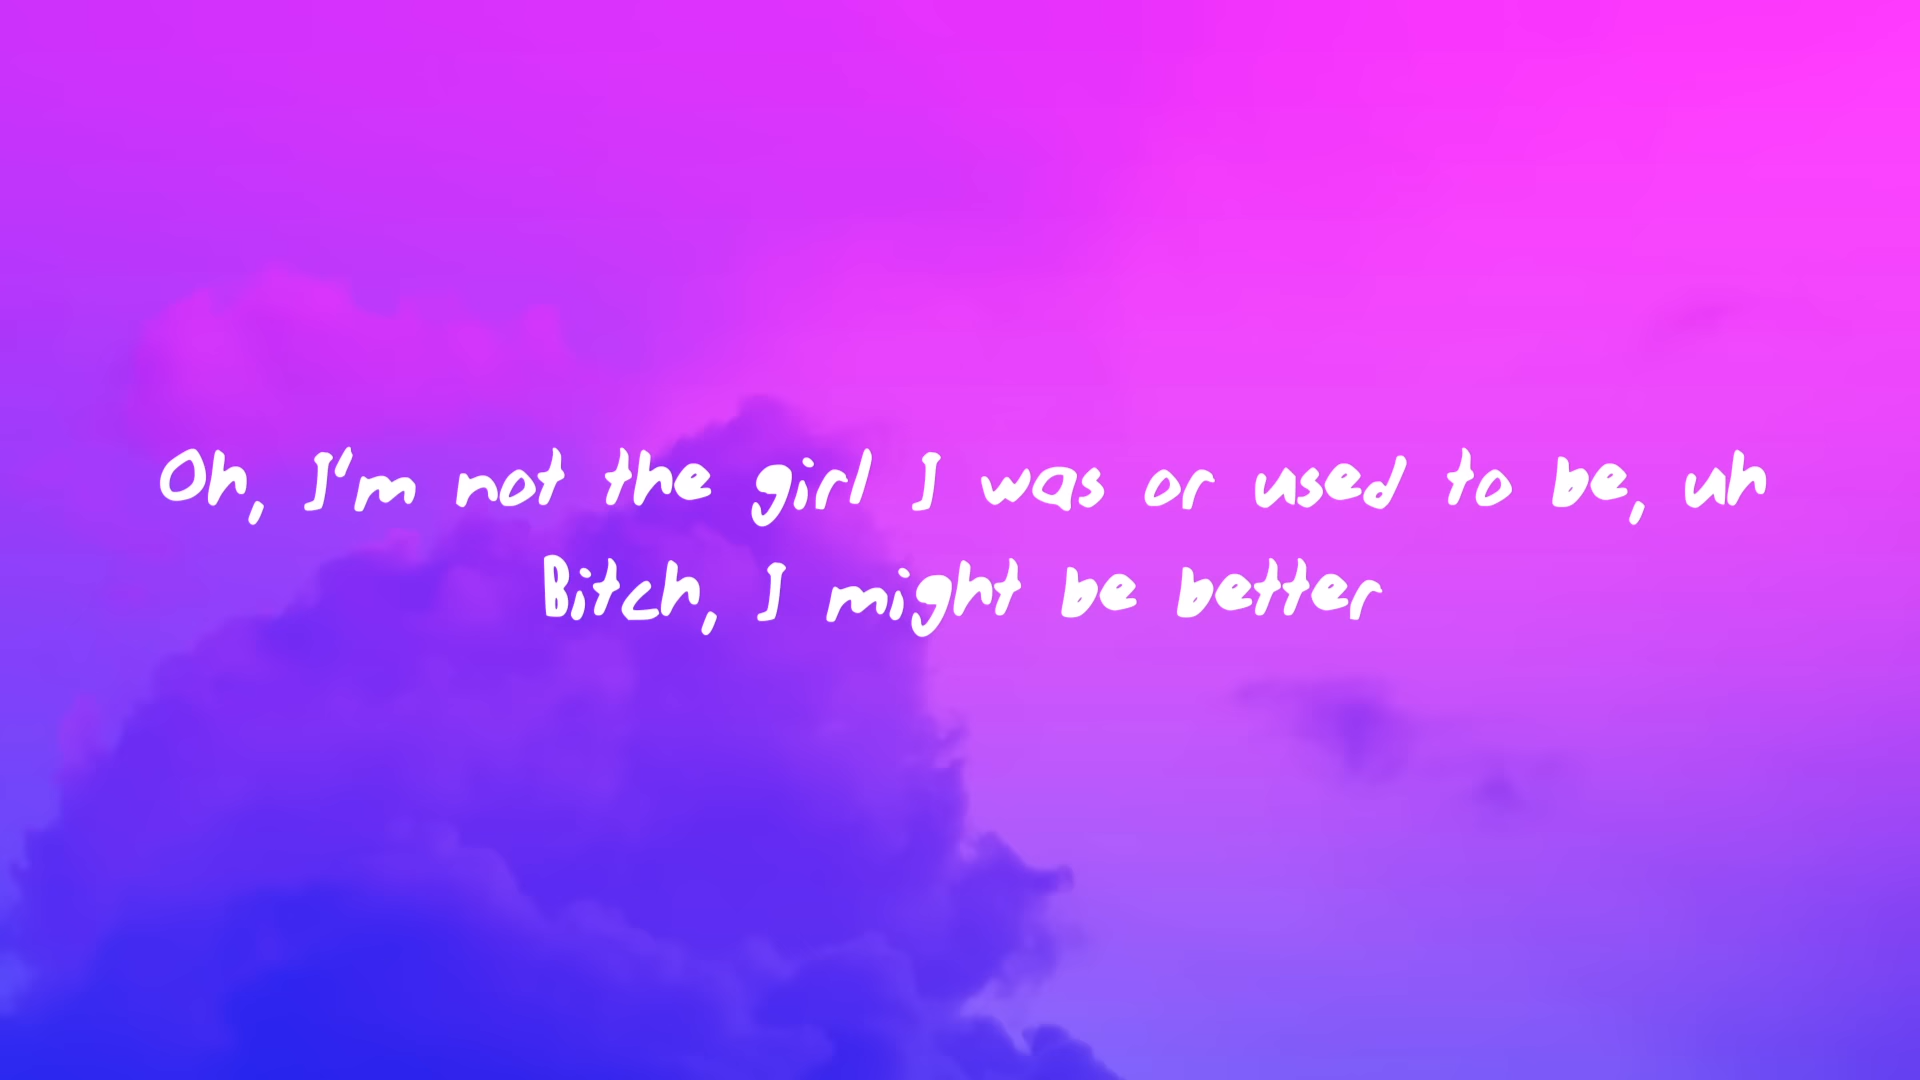 Oh, I'm not the girl I was or used to be, uh
Bitch, I might be better